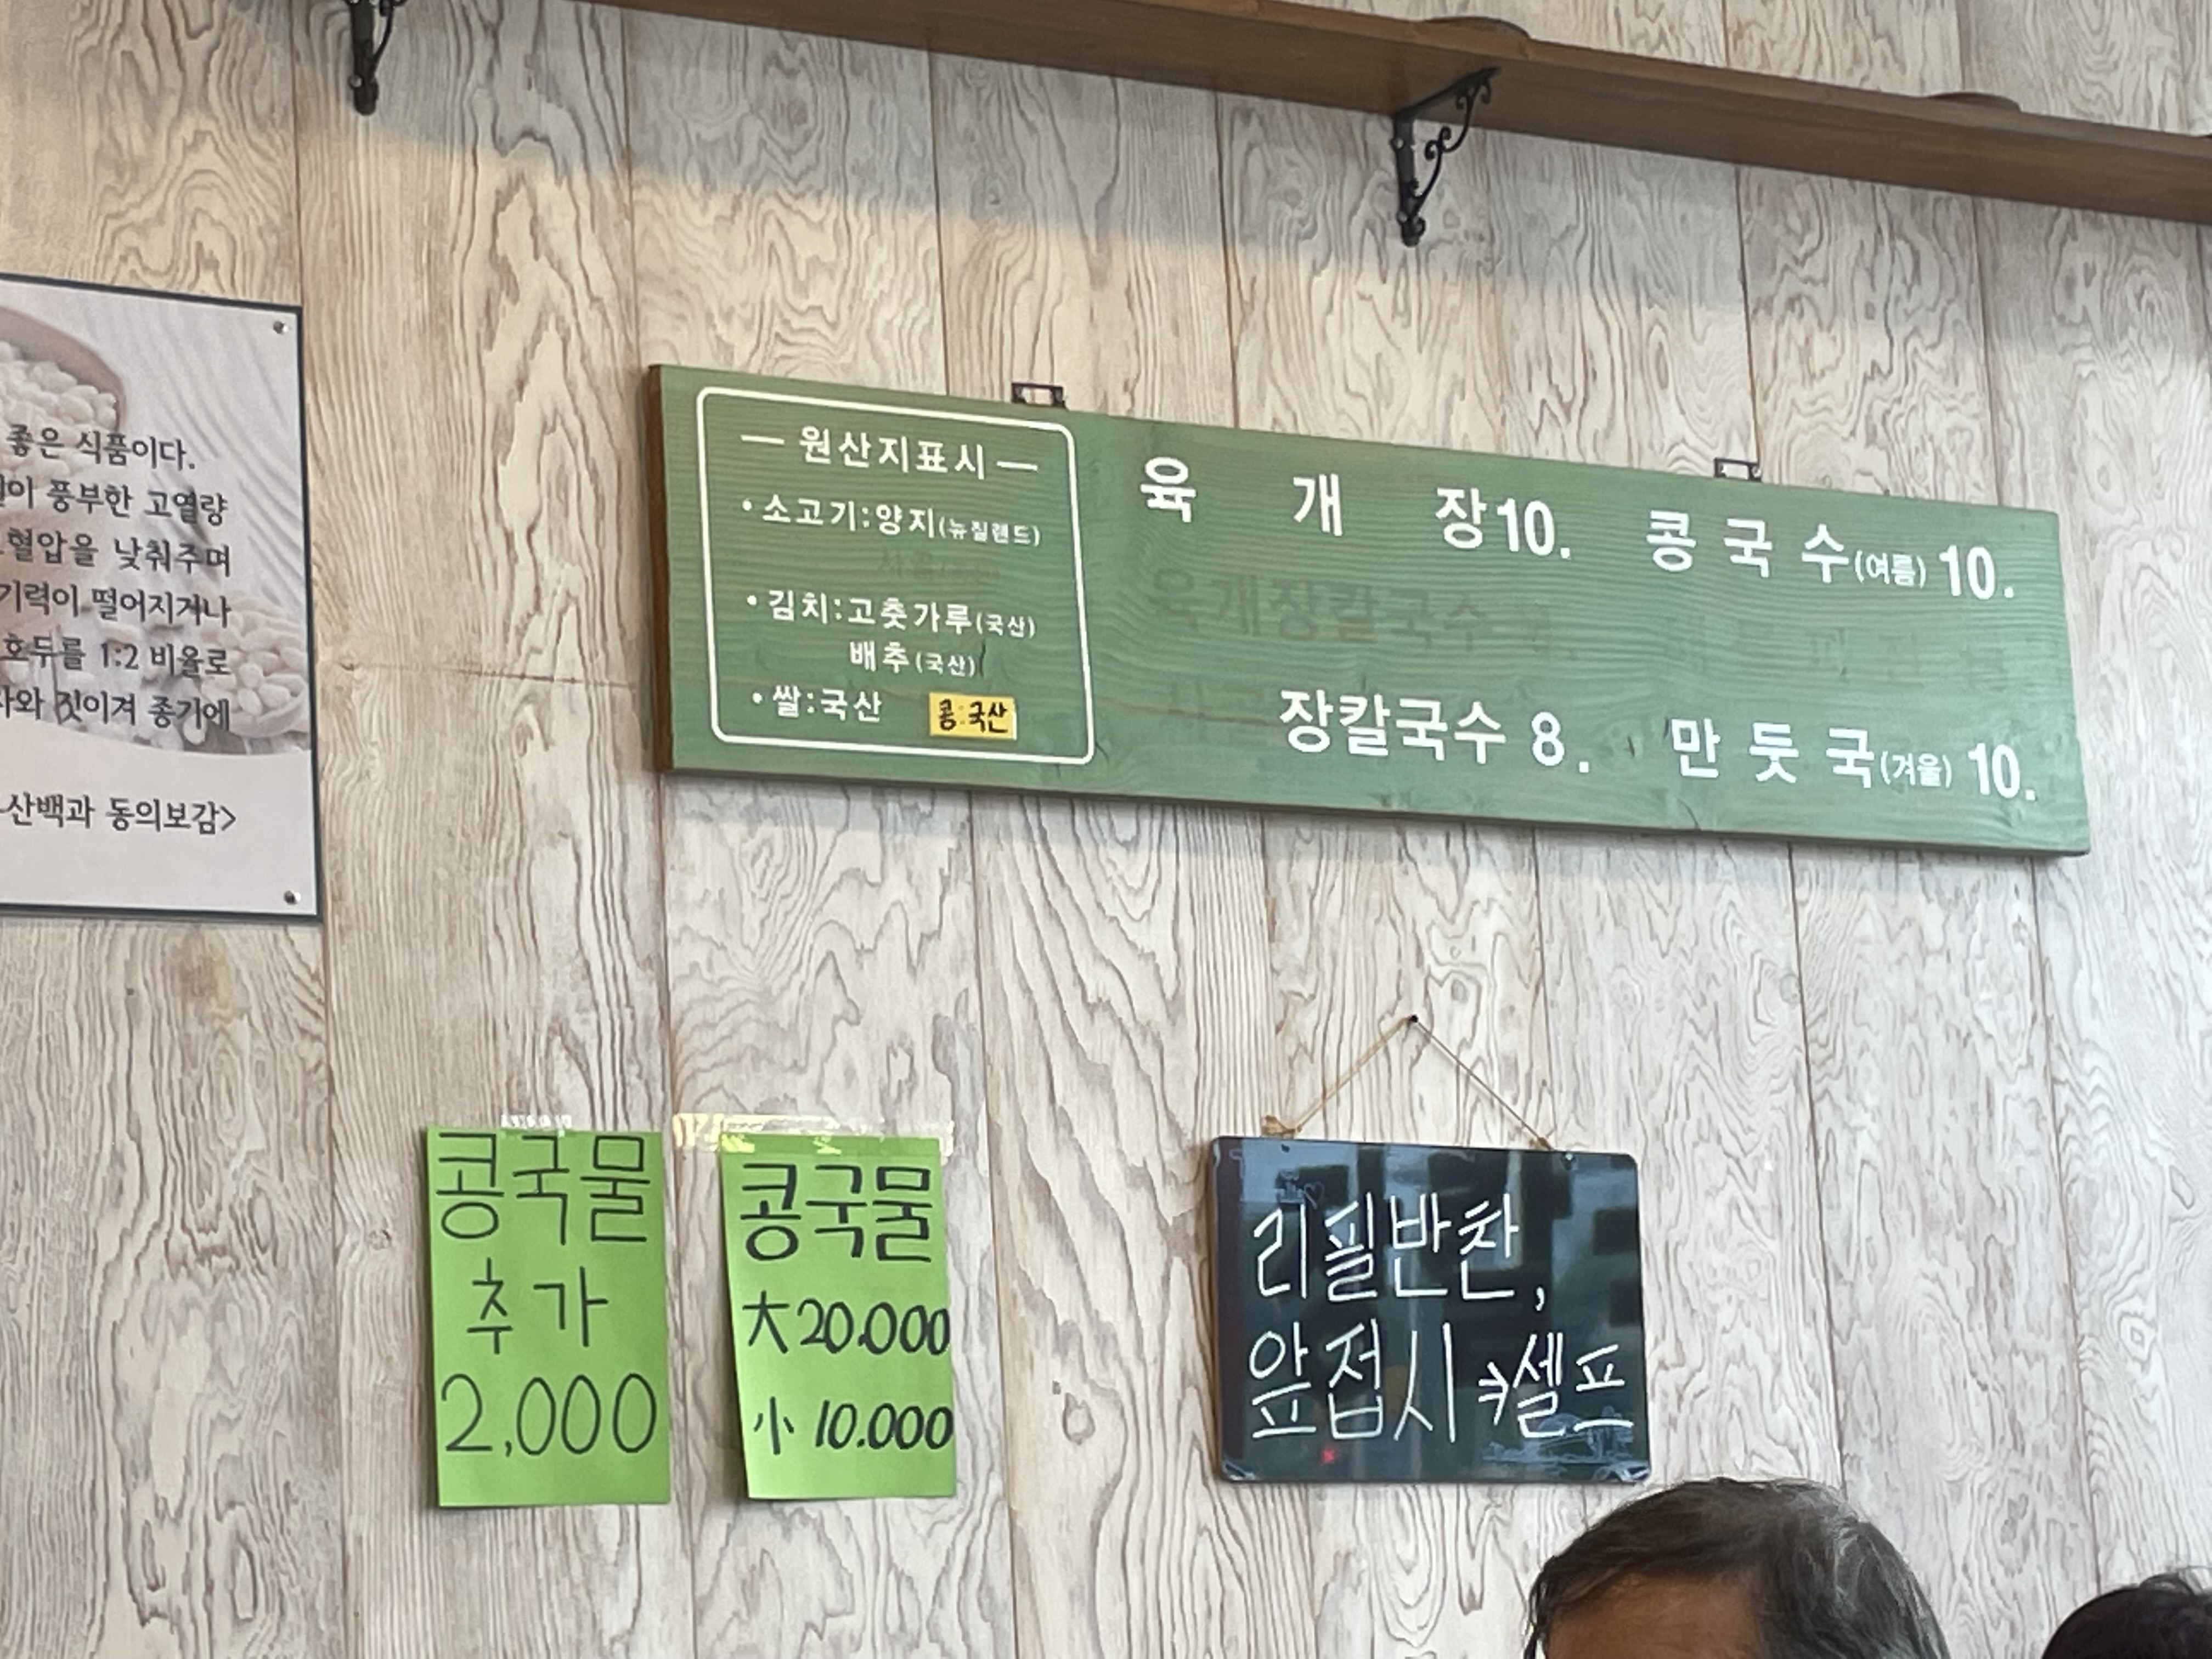 좋은 식품이다.
풍부한 고열량
혈압을 낮춰주며
기력이 떨어지거나
호두를 1:2 비율로
짓이겨 종기에
산백과 동의보감>
— 원산지표시 —
• 소고기:양지(뉴질랜드)
• 김치:고춧가루(국산)
배추(국산)
• 쌀:국산
콩:국산
육 개 장 10. 콩 국 수(여름) 10.
장칼국수 8. 만 둣 국(겨울) 10.
콩국물
추가
2,000
콩국물
大 20.000
小 10.000
리필반찬,
앞접시→셀프